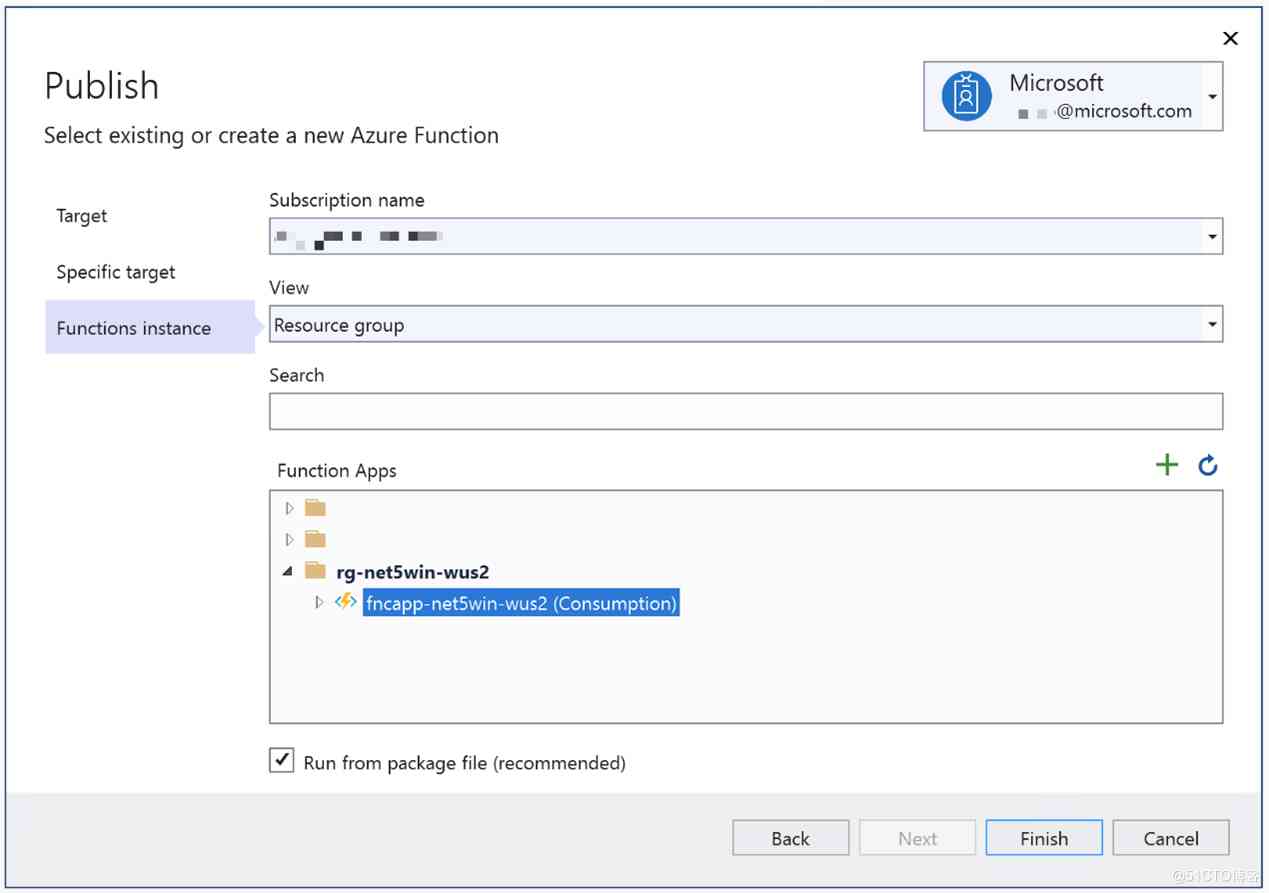 Publish
Select existing or create a new Azure Function
Microsoft
@microsoft.com
Target
Specific target
Functions instance
Subscription name
View
Resource group
Search
Function Apps
rg-net5win-wus2
fncapp-net5win-wus2 (Consumption)
Run from package file (recommended)
Back
Next
Finish
Cancel
@51CTO博客